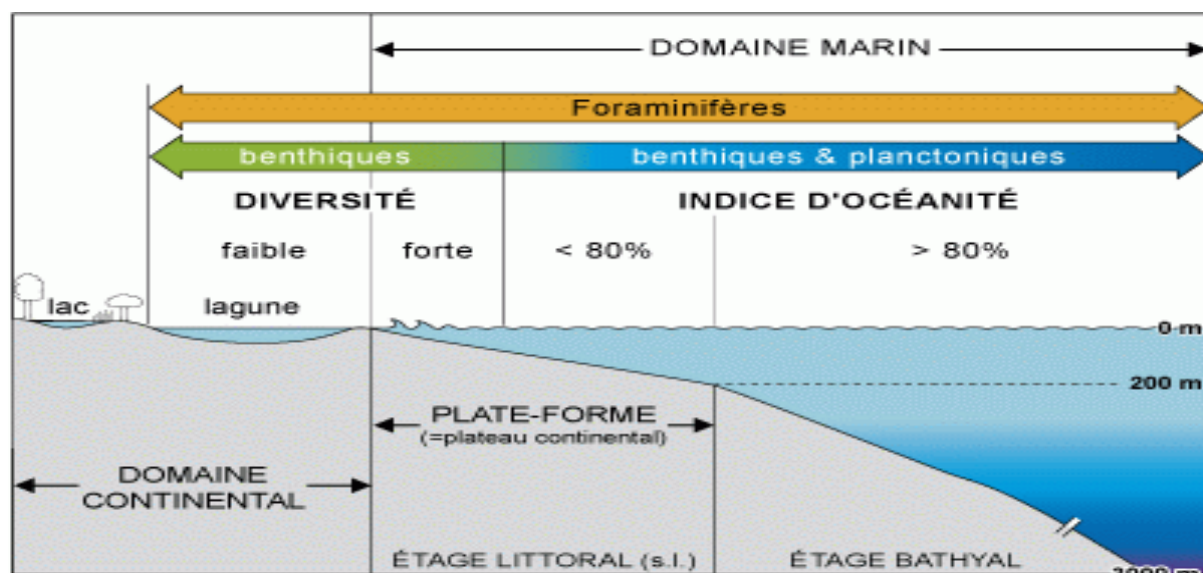 DOMAINE MARIN
Foraminifères
benthiques
benthiques & planctoniques
DIVERSITÉ
INDICE D'OCÉANITÉ
faible
forte
< 80%
> 80%
lac
lagune
0 m
200 m
PLATE-FORME
(=plateau continental)
DOMAINE
CONTINENTAL
ÉTAGE LITTORAL (s.l.)
ÉTAGE BATHYAL